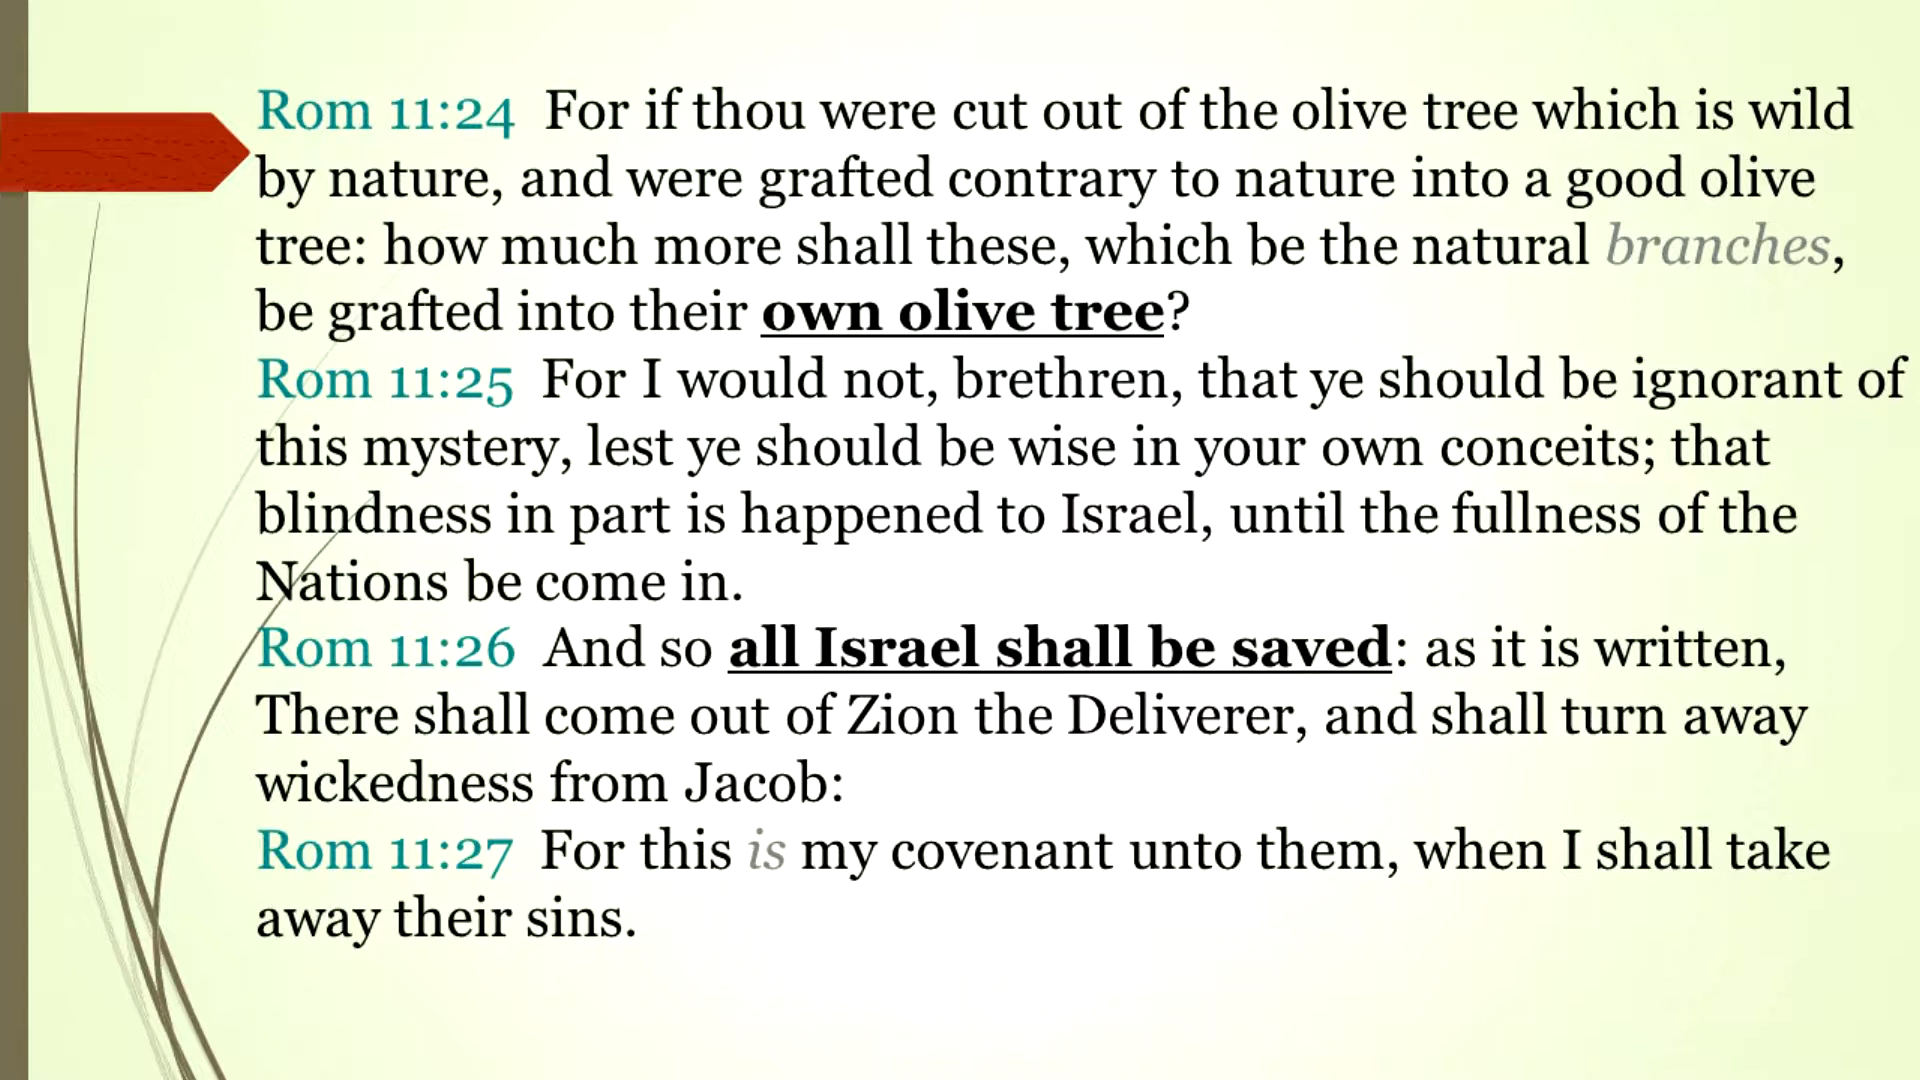 Rom 11:24  For if thou were cut out of the olive tree which is wild
by nature, and were grafted contrary to nature into a good olive
tree: how much more shall these, which be the natural branches,
be grafted into their own olive tree?
Rom 11:25  For I would not, brethren, that ye should be ignorant of
this mystery, lest ye should be wise in your own conceits; that
blindness in part is happened to Israel, until the fullness of the
Nations be come in.
Rom 11:26  And so all Israel shall be saved: as it is written,
There shall come out of Zion the Deliverer, and shall turn away
wickedness from Jacob:
Rom 11:27  For this is my covenant unto them, when I shall take
away their sins.